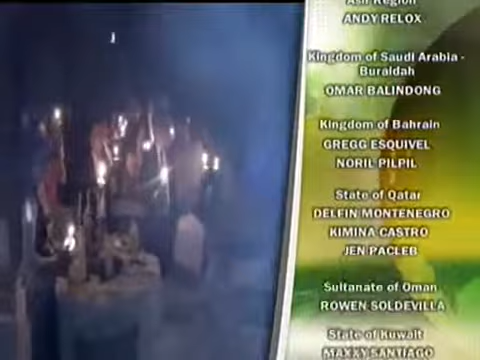 Asir Region
ANDY RELOX
Kingdom of Saudi Arabia -
Buraidah
OMAR BALINDONG
Kingdom of Bahrain
GREGG ESQUIVEL
NORIL PILPIL
State of Qatar
DELFIN MONTENEGRO
KIMINA CASTRO
JEN PACLEB
Sultanate of Oman
ROWEN SOLDEVILLA
State of Kuwait
MAXXY SANTIAGO